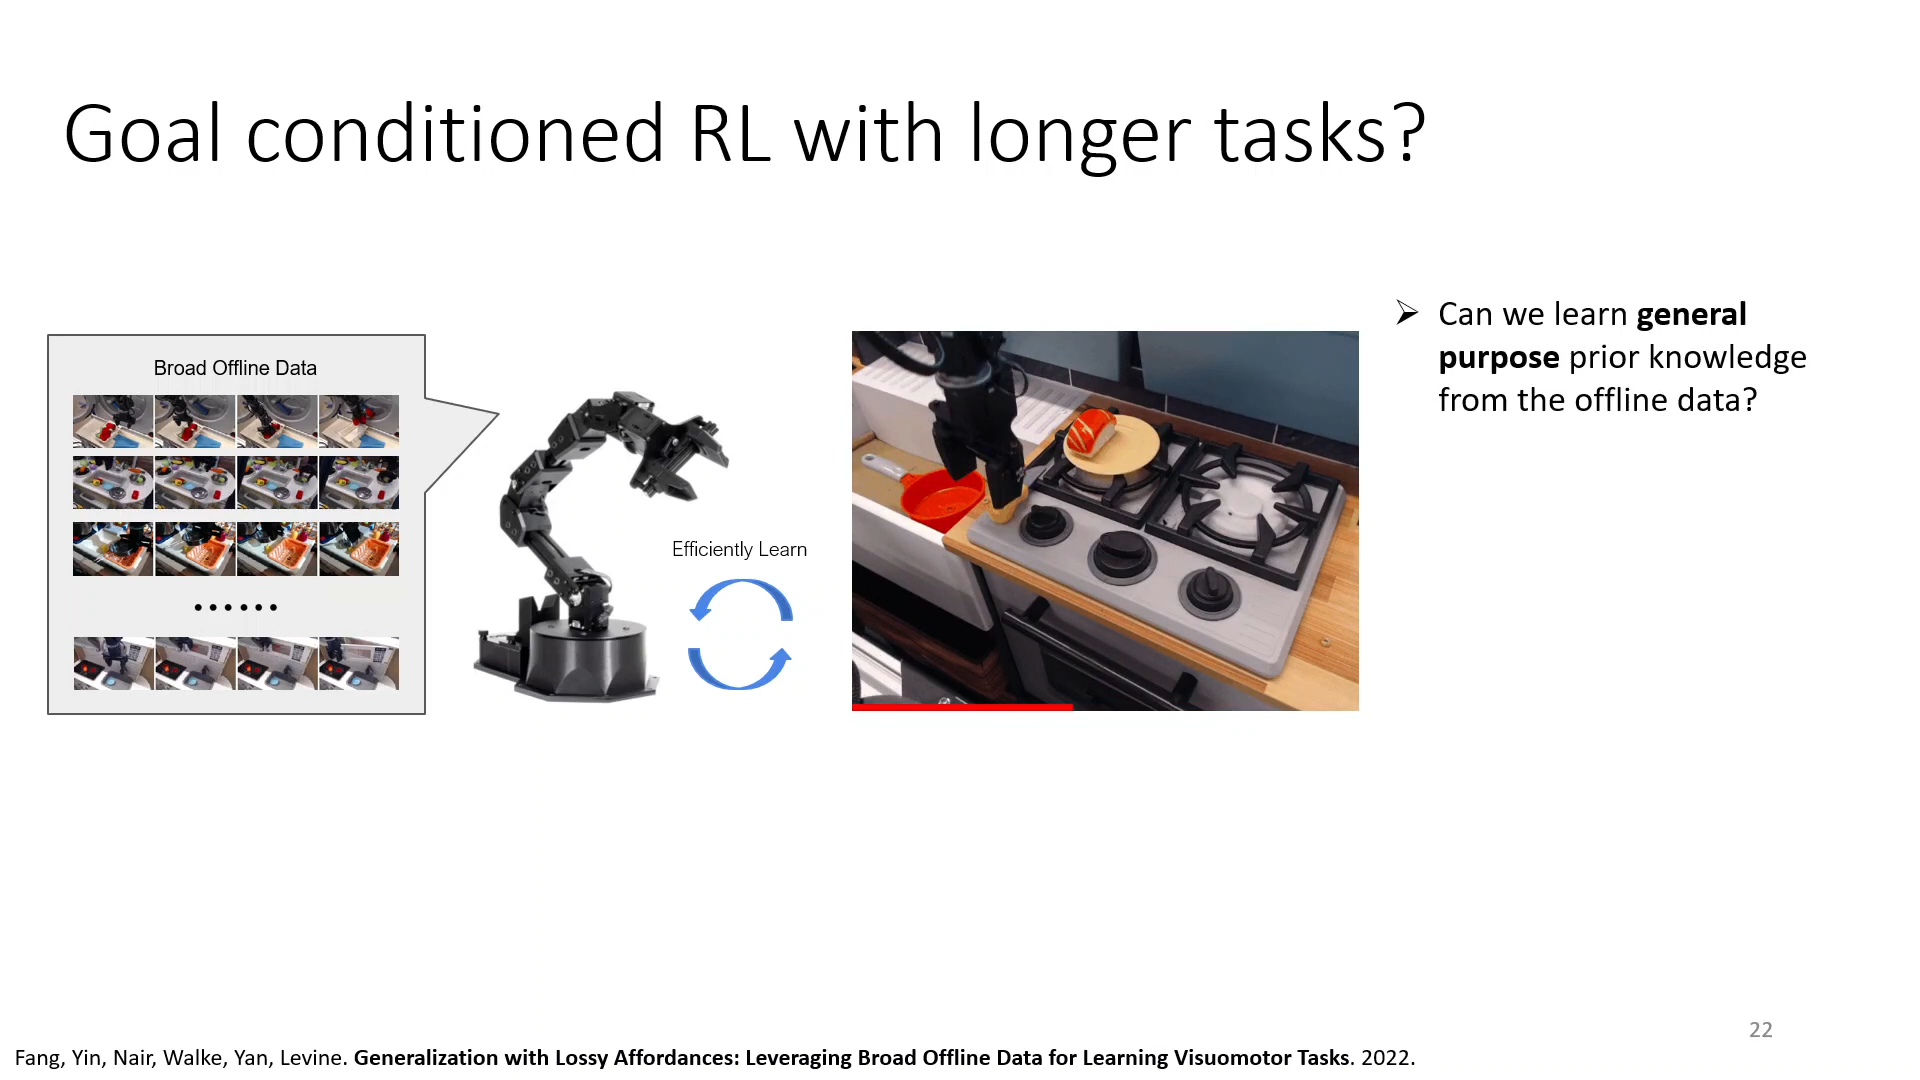 Goal conditioned RL with longer tasks?
Broad Offline Data
Efficiently Learn
Can we learn general
purpose prior knowledge
from the offline data?
22
Fang, Yin, Nair, Walke, Yan, Levine. Generalization with Lossy Affordances: Leveraging Broad Offline Data for Learning Visuomotor Tasks. 2022.